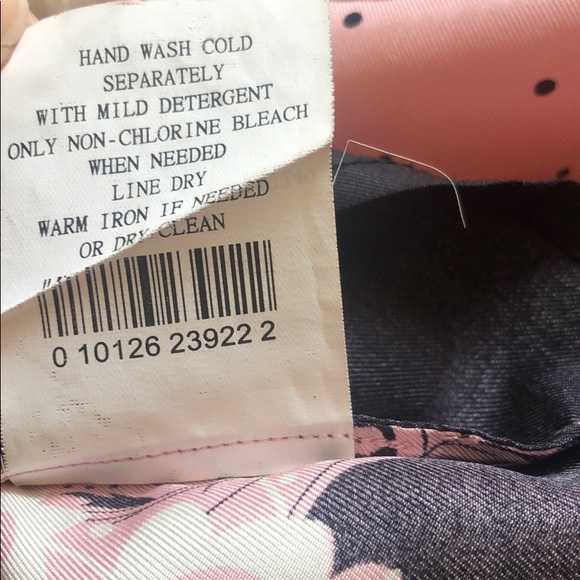 HAND WASH COLD
SEPARATELY
WITH MILD DETERGENT
ONLY NON-CHLORINE BLEACH
WHEN NEEDED
LINE DRY
WARM IRON IF NEEDED
OR DRY CLEAN
0 10126 23922 2